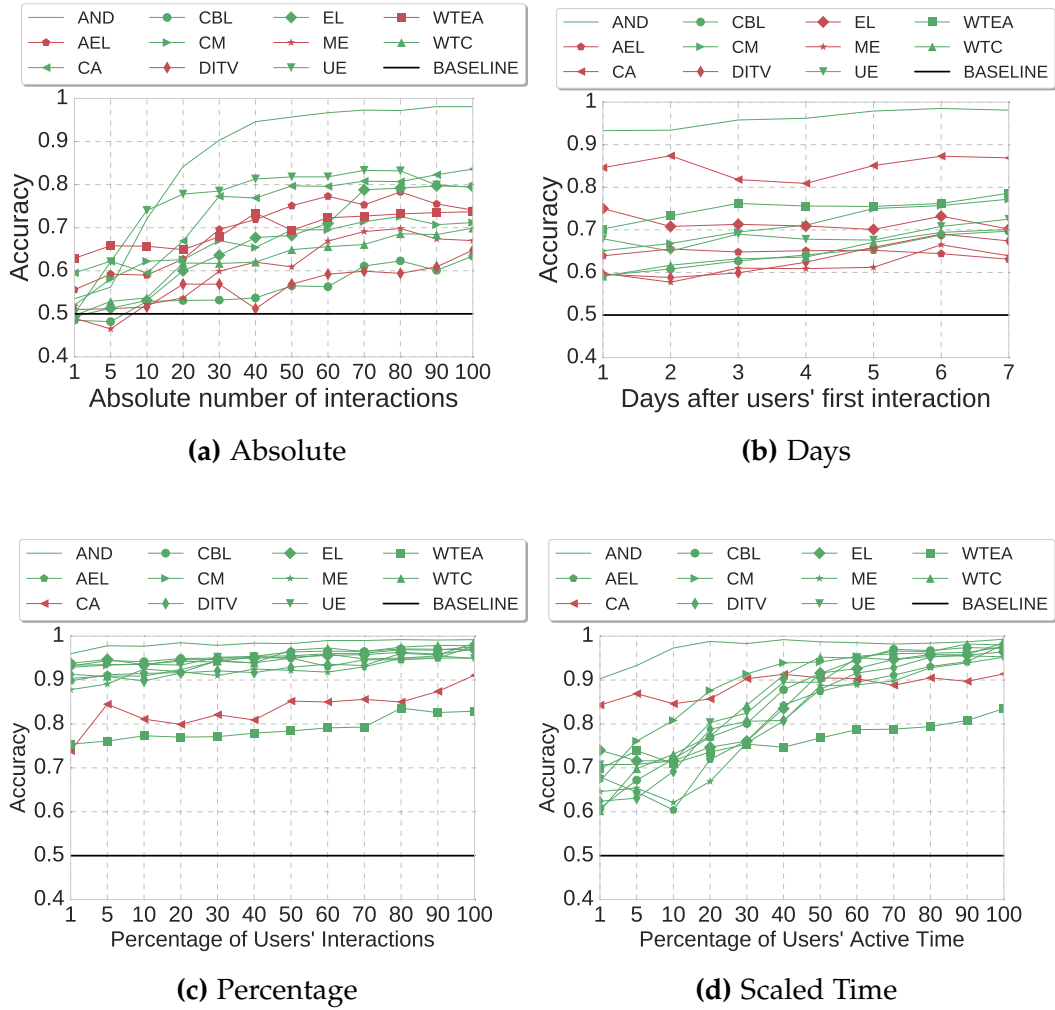 AND CBL EL WTEA
AEL CM ME WTC
CA DITV UE BASELINE
1
0.9
0.8
0.7
0.6
0.5
0.4
Accuracy
1 5 10 20 30 40 50 60 70 80 90 100
Absolute number of interactions
(a) Absolute
AND CBL EL WTEA
AEL CM ME WTC
CA DITV UE BASELINE
1
0.9
0.8
0.7
0.6
0.5
0.4
Accuracy
1 2 3 4 5 6 7
Days after users' first interaction
(b) Days
AND CBL EL WTEA
AEL CM ME WTC
CA DITV UE BASELINE
1
0.9
0.8
0.7
0.6
0.5
0.4
Accuracy
1 5 10 20 30 40 50 60 70 80 90 100
Percentage of Users' Interactions
(c) Percentage
AND CBL EL WTEA
AEL CM ME WTC
CA DITV UE BASELINE
1
0.9
0.8
0.7
0.6
0.5
0.4
Accuracy
1 5 10 20 30 40 50 60 70 80 90 100
Percentage of Users' Active Time
(d) Scaled Time